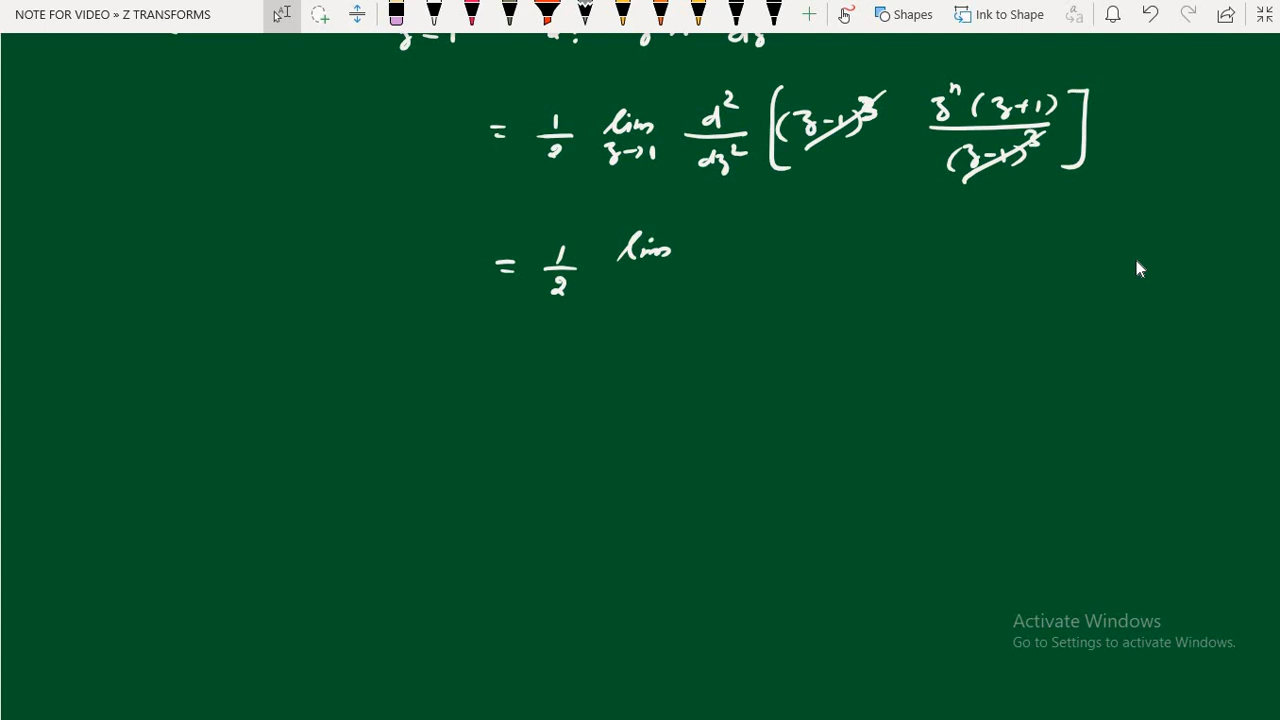 NOTE FOR VIDEO » Z TRANSFORMS Shapes Ink to Shape
= 1/2 lim z→1 d²/dz² [(z-1)³ zⁿ(z+1)/(z-1)³]
= 1/2 lim
Activate Windows
Go to Settings to activate Windows.